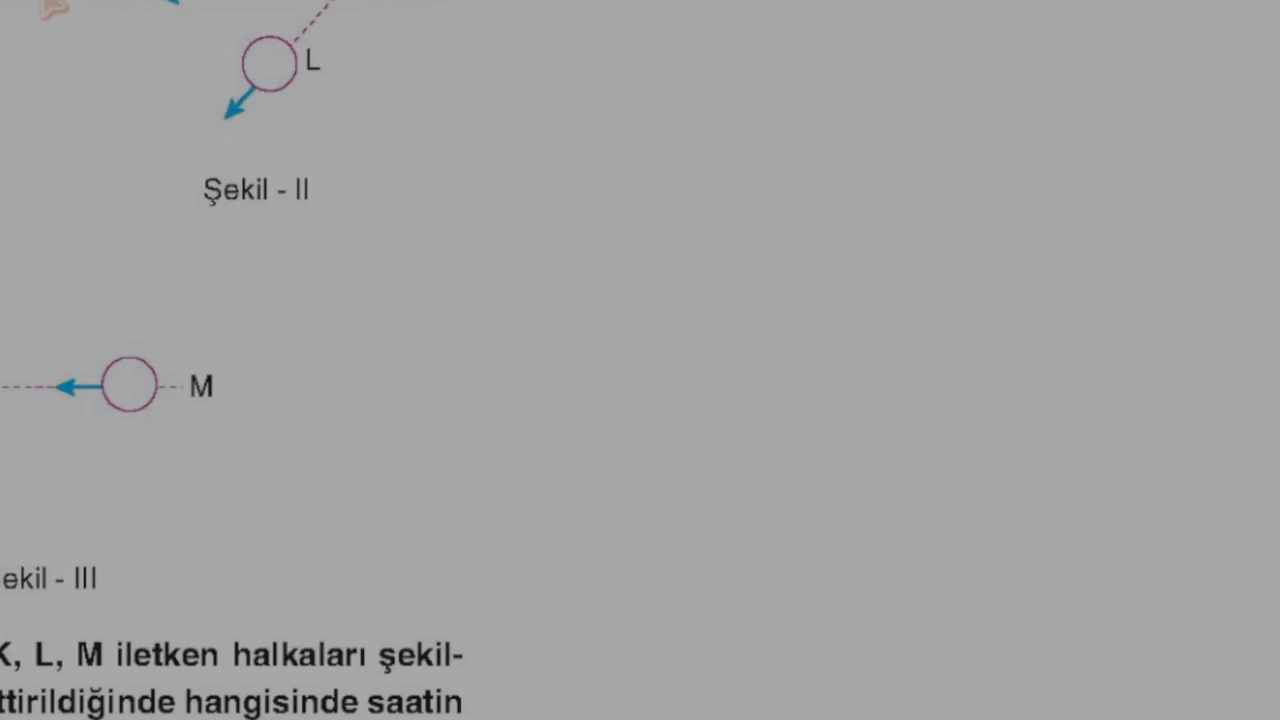 L
Şekil - II
M
ekil - III
K, L, M iletken halkaları şekil-
ttirildiğinde hangisinde saatin